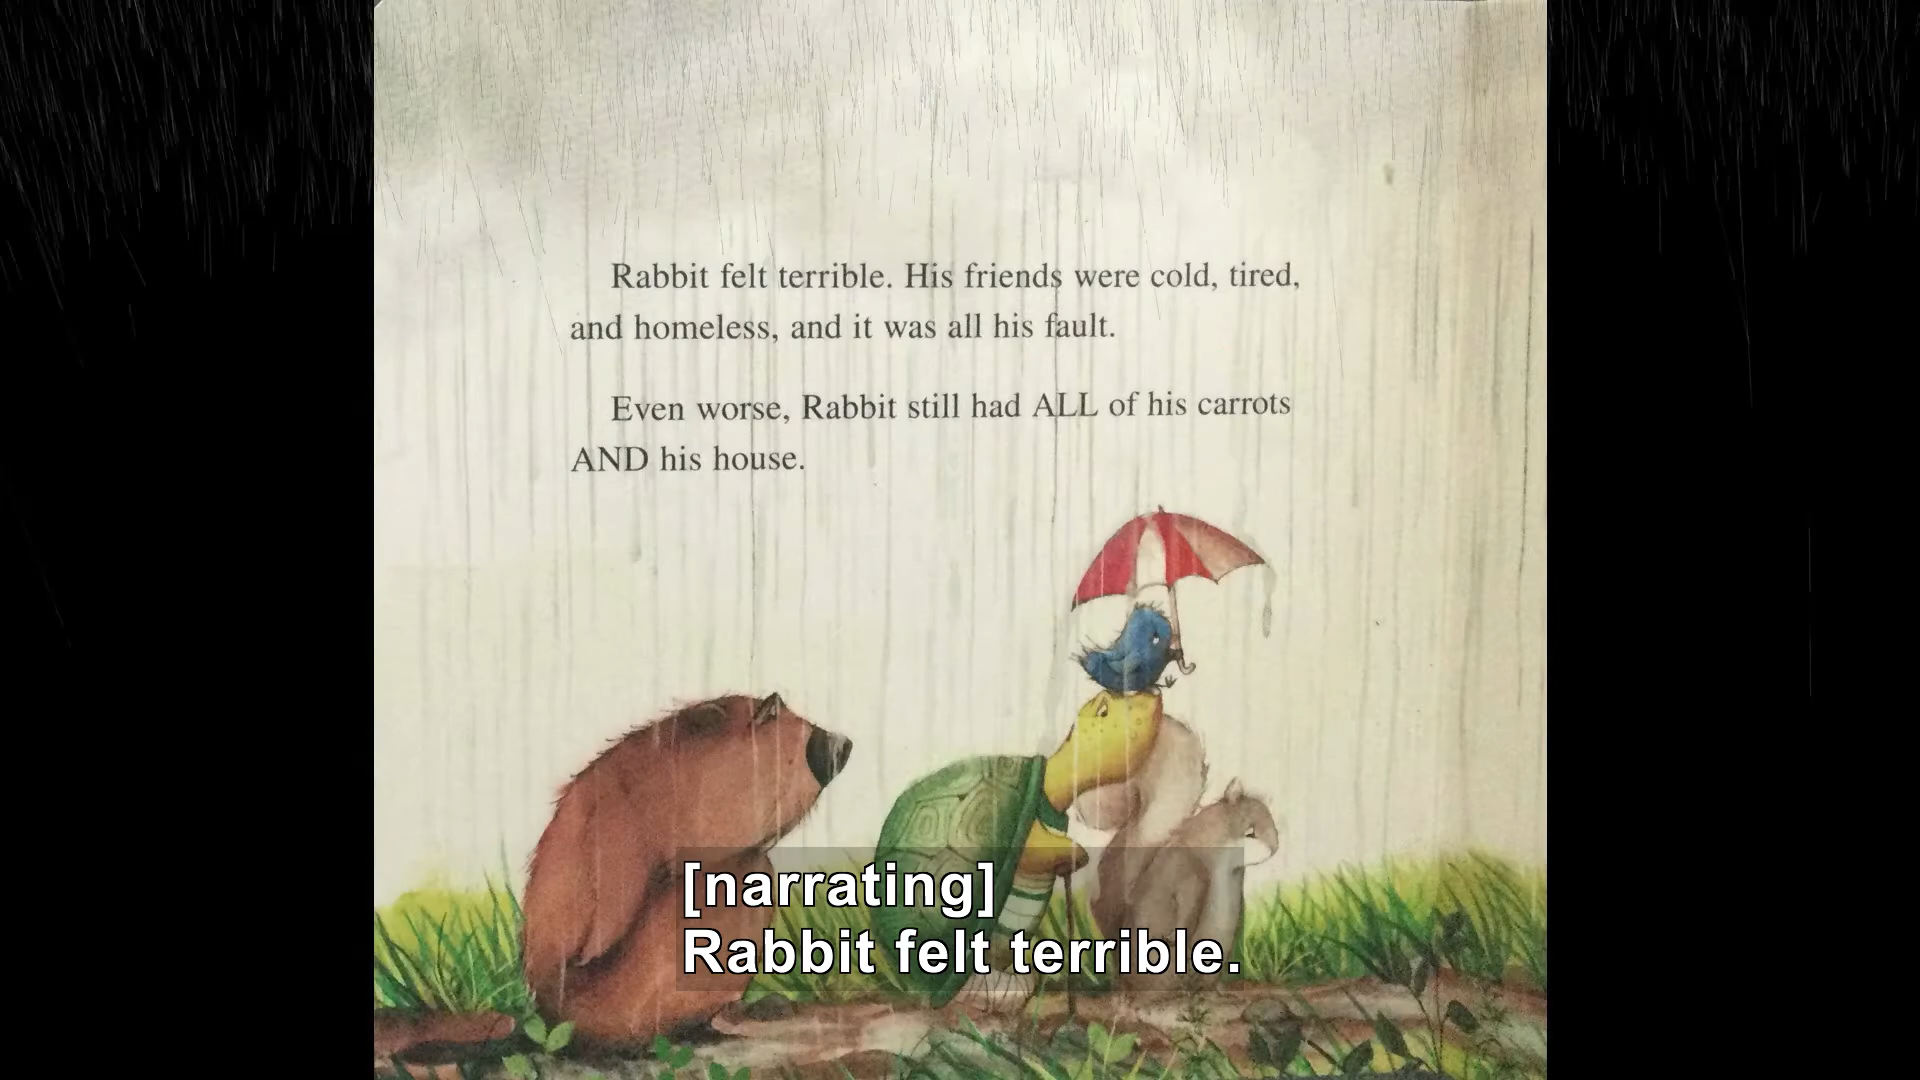 Rabbit felt terrible. His friends were cold, tired,
and homeless, and it was all his fault.
Even worse, Rabbit still had ALL of his carrots
AND his house.
[narrating]
Rabbit felt terrible.